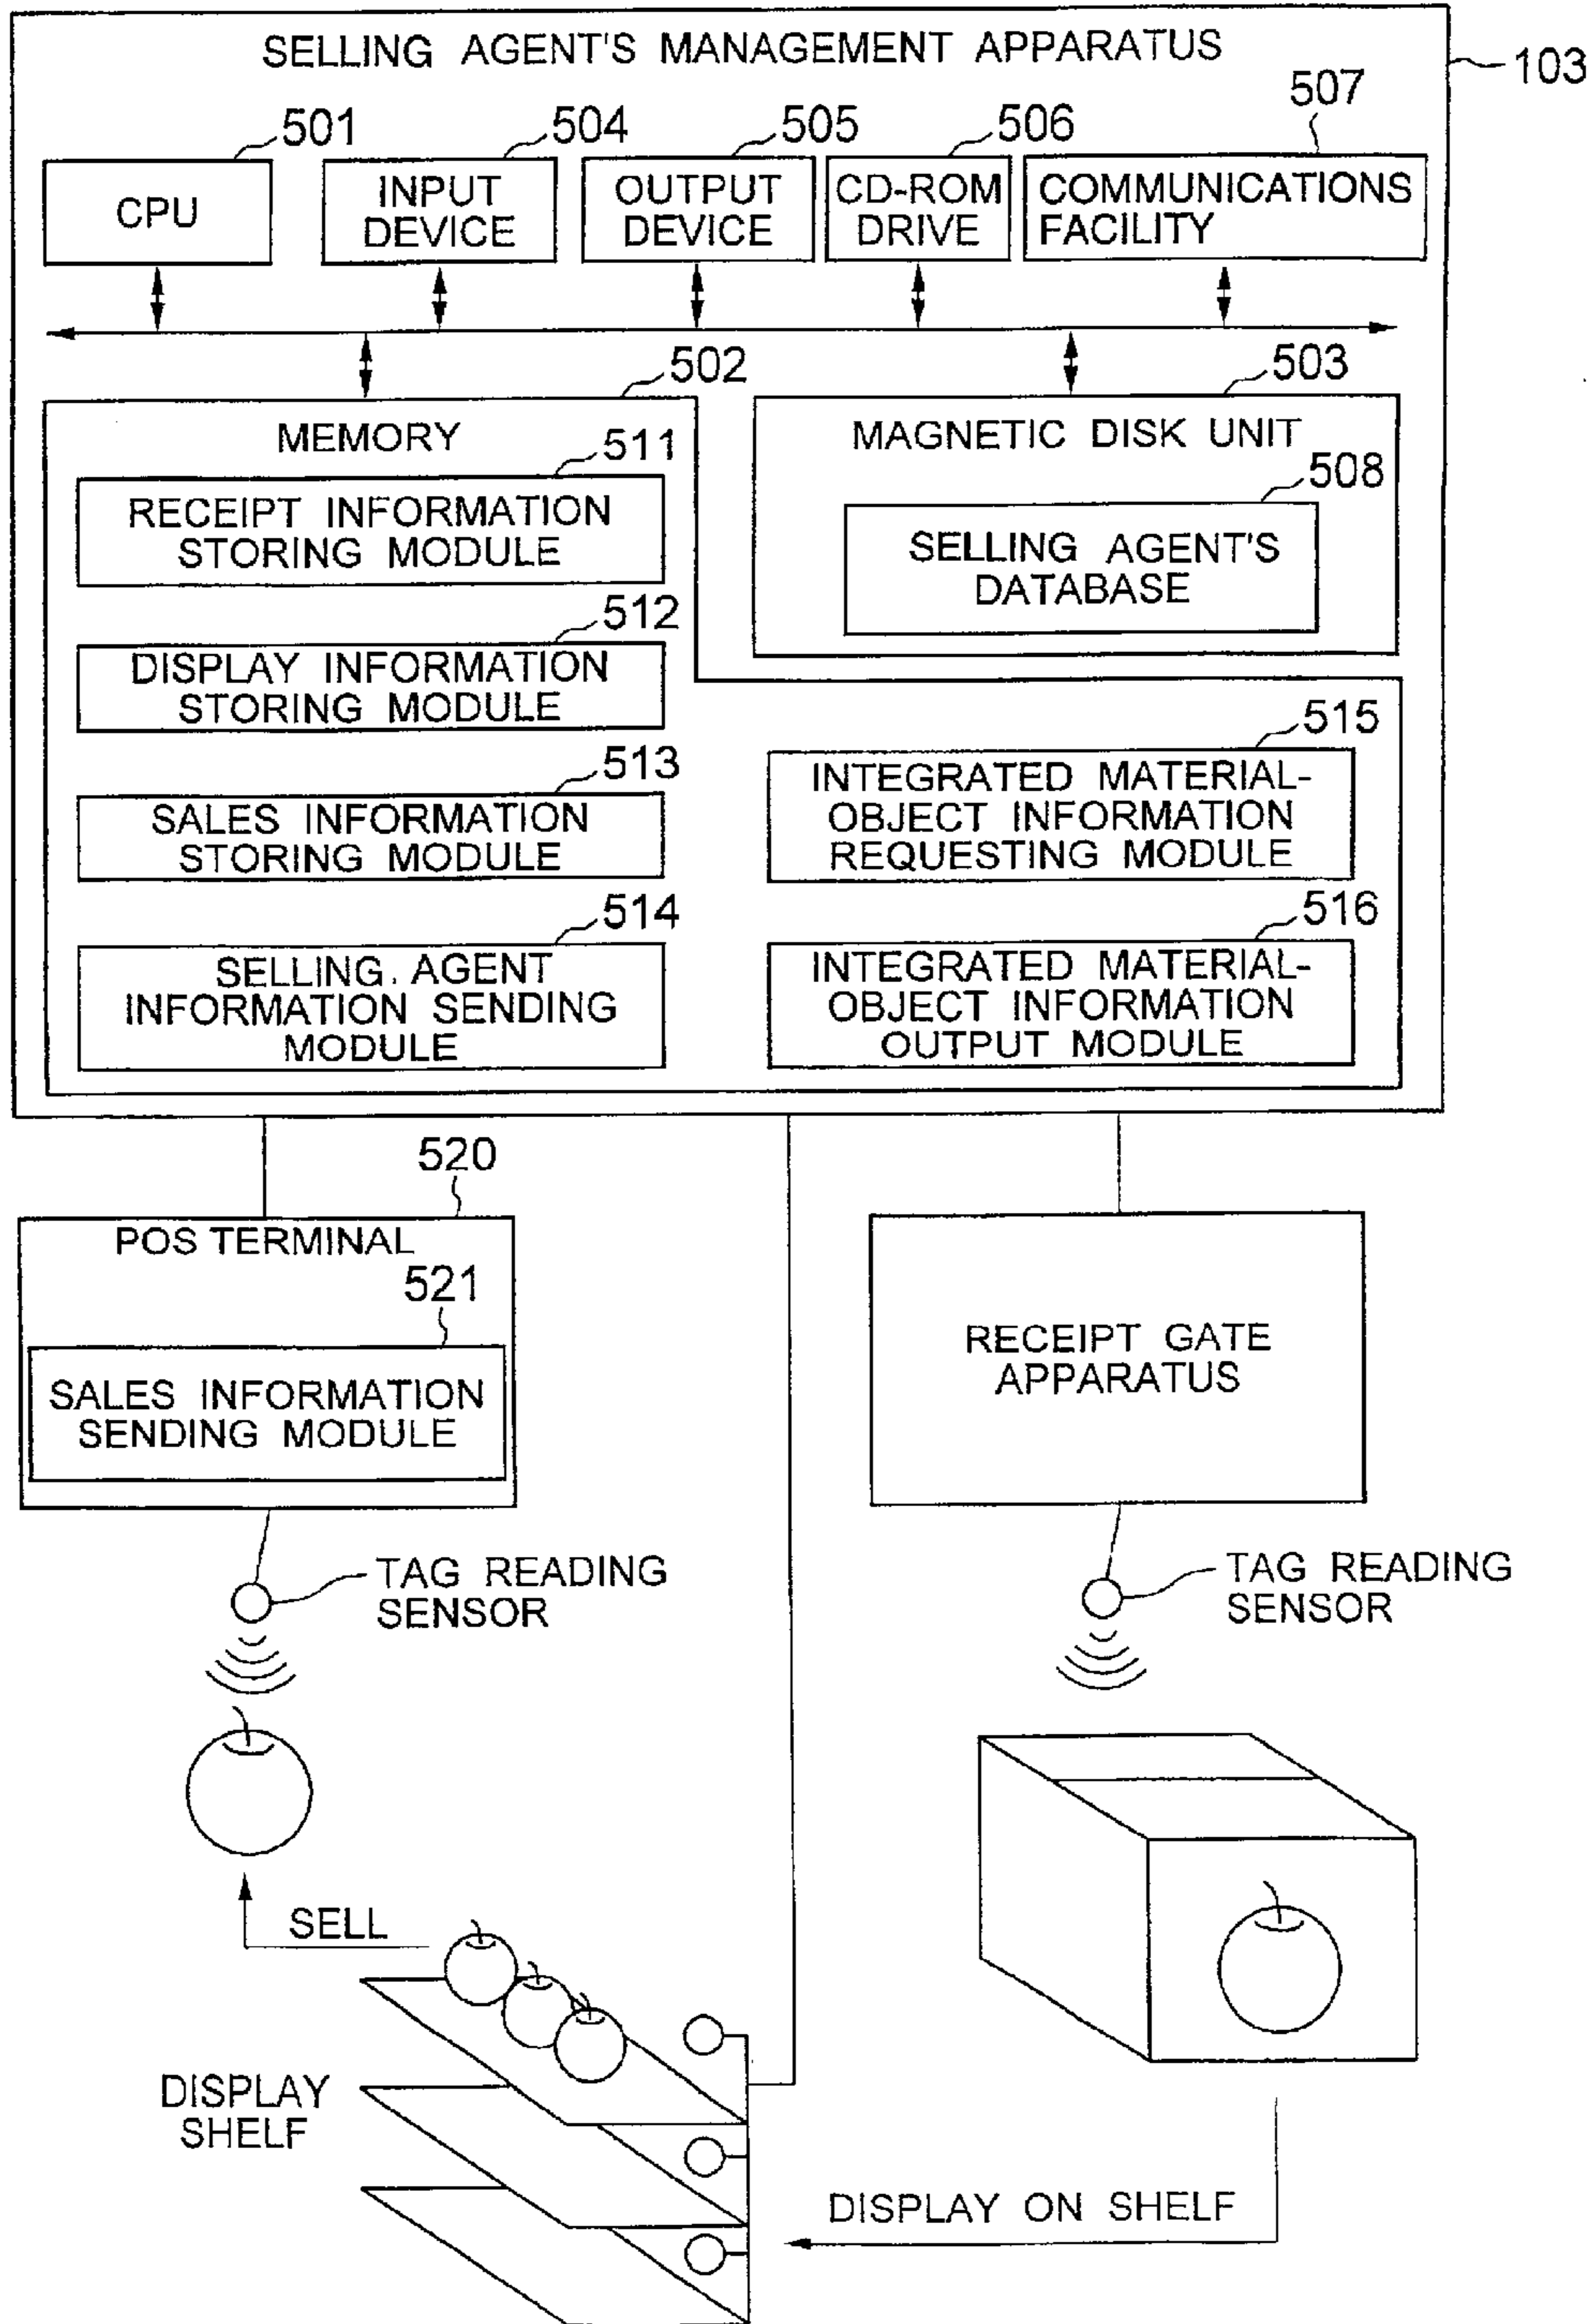 SELLING AGENT'S MANAGEMENT APPARATUS
103
501
504
505
506
507
CPU
INPUT
DEVICE
OUTPUT
DEVICE
CD-ROM
DRIVE
COMMUNICATIONS
FACILITY
502
503
MEMORY
511
RECEIPT INFORMATION
STORING MODULE
512
DISPLAY INFORMATION
STORING MODULE
513
SALES INFORMATION
STORING MODULE
514
SELLING. AGENT
INFORMATION SENDING
MODULE
MAGNETIC DISK UNIT
508
SELLING AGENT'S
DATABASE
515
INTEGRATED MATERIAL-
OBJECT INFORMATION
REQUESTING MODULE
516
INTEGRATED MATERIAL-
OBJECT INFORMATION
OUTPUT MODULE
520
POS TERMINAL
521
SALES INFORMATION
SENDING MODULE
RECEIPT GATE
APPARATUS
TAG READING
SENSOR
TAG READING
SENSOR
SELL
DISPLAY
SHELF
DISPLAY ON SHELF